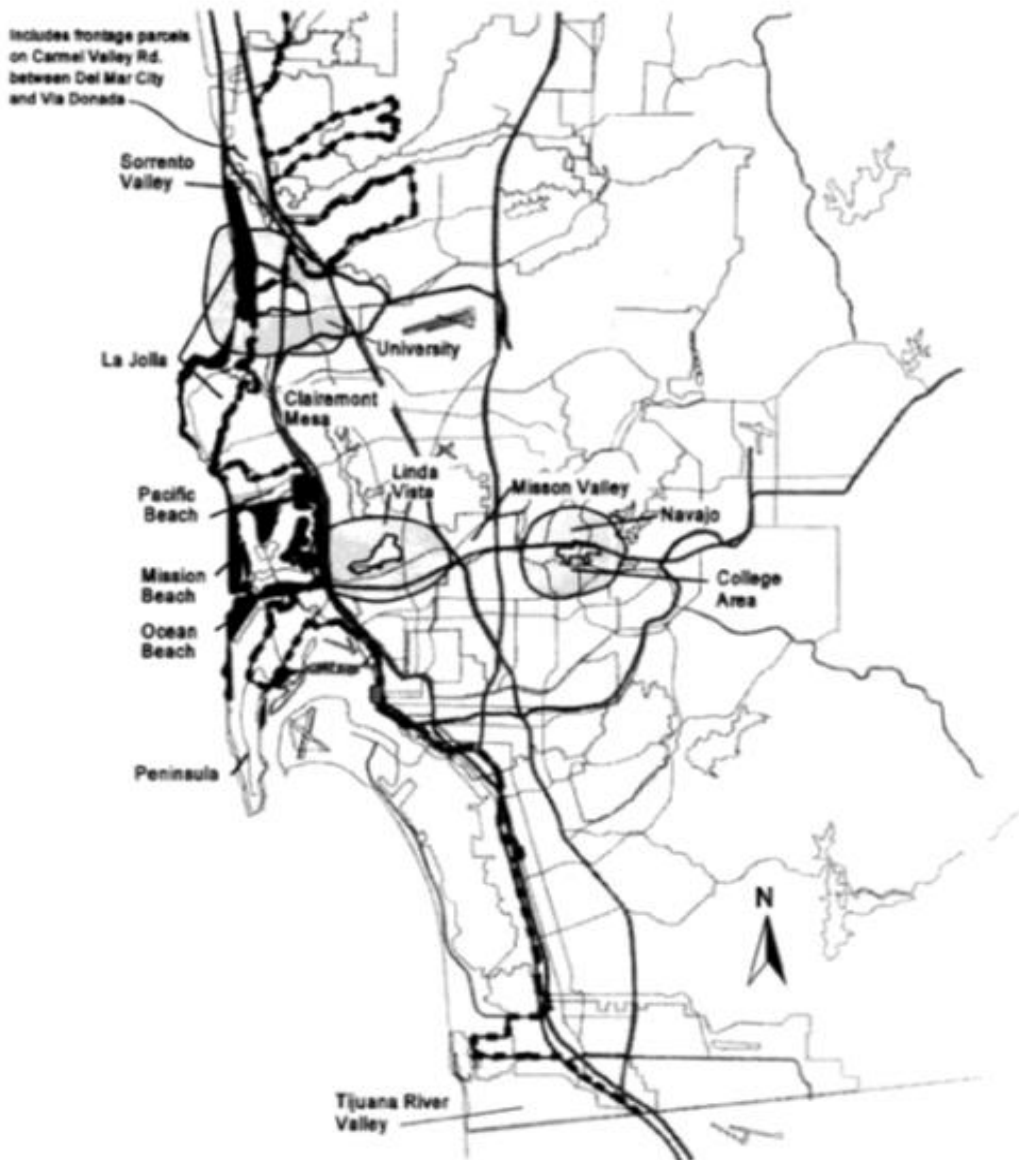 Includes frontage parcels
on Carmel Valley Rd.
between Del Mar City
and Via Donada
Sorrento
Valley
La Jolla
University
Clairemont
Mesa
Linda
Vista
Pacific
Beach
Misson Valley
Navajo
Mission
Beach
College
Area
Ocean
Beach
Peninsula
N
Tijuana River
Valley